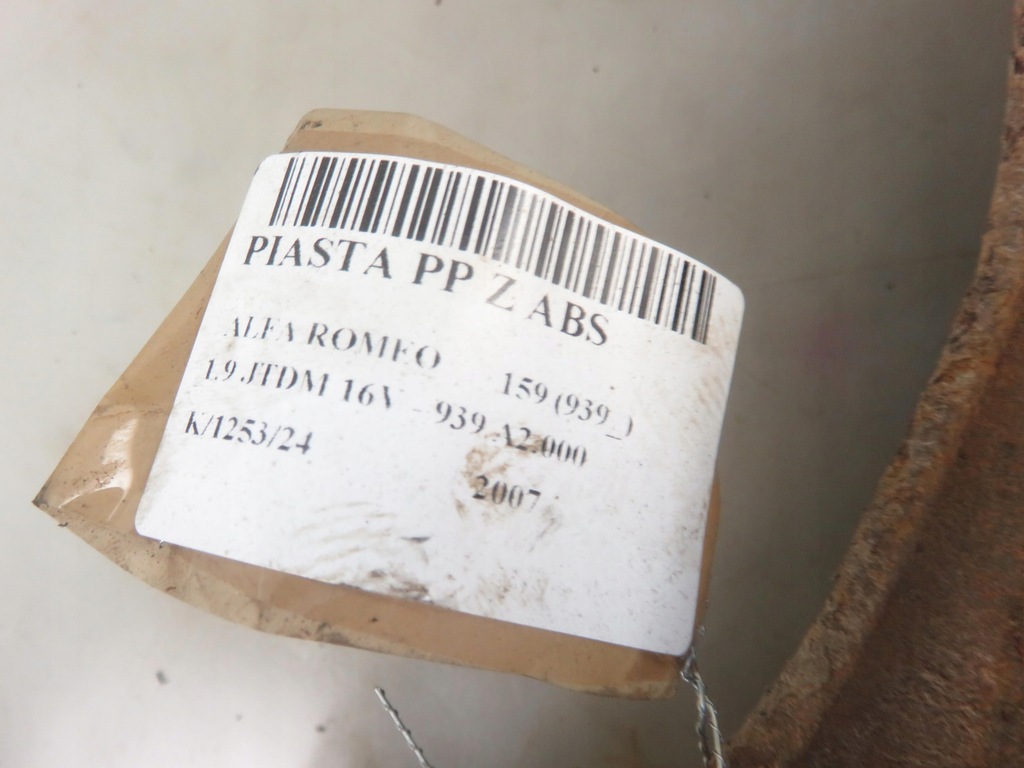 PIASTA PP Z ABS
ALFA ROMEO 159 (939_)
1.9 JTDM 16V - 939 A2.000
K/1253/24 2007